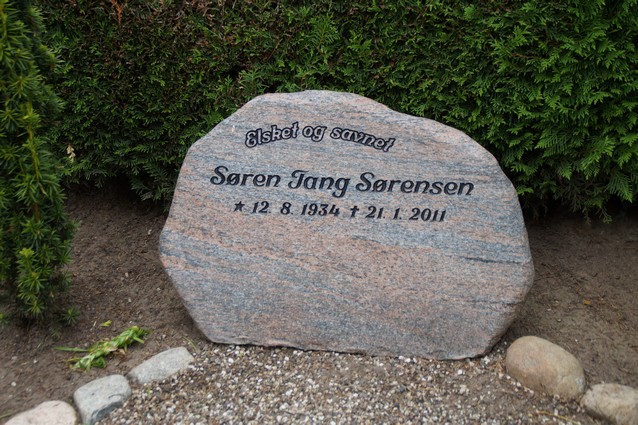 Elsket og savnet
Søren Tang Sørensen
* 12. 8. 1934 † 21. 1. 2011